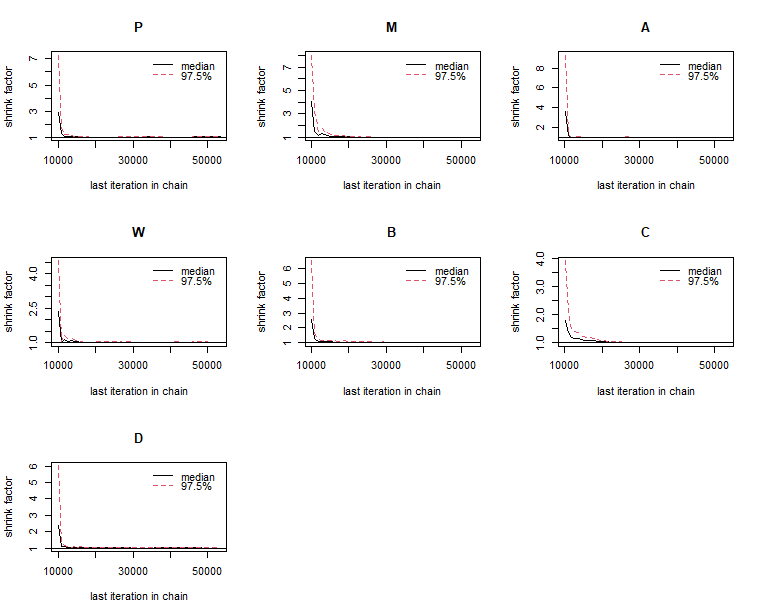 P
shrink factor
1 3 5 7
median
97.5%
10000 30000 50000
last iteration in chain
M
shrink factor
1 3 5 7
median
97.5%
10000 30000 50000
last iteration in chain
A
shrink factor
2 4 6 8
median
97.5%
10000 30000 50000
last iteration in chain
W
shrink factor
1.0 2.5 4.0
median
97.5%
10000 30000 50000
last iteration in chain
B
shrink factor
1 2 3 4 5 6
median
97.5%
10000 30000 50000
last iteration in chain
C
shrink factor
1.0 2.0 3.0 4.0
median
97.5%
10000 30000 50000
last iteration in chain
D
shrink factor
1 2 3 4 5 6
median
97.5%
10000 30000 50000
last iteration in chain